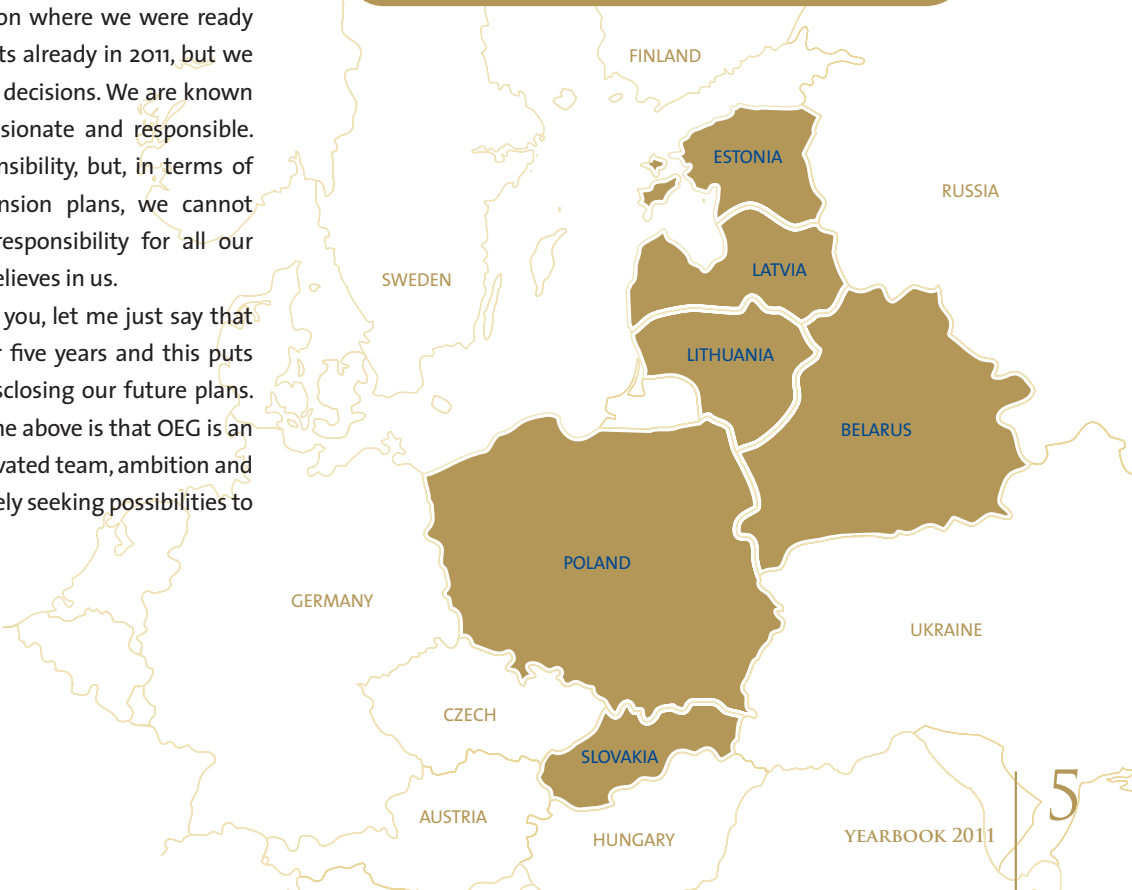 on where we were ready
ts already in 2011, but we
decisions. We are known
sionate and responsible.
nsibility, but, in terms of
nsion plans, we cannot
responsibility for all our
elieves in us.
you, let me just say that
five years and this puts
sclosing our future plans.
ne above is that OEG is an
vated team, ambition and
ely seeking possibilities to
FINLAND
ESTONIA
RUSSIA
SWEDEN
LATVIA
LITHUANIA
BELARUS
POLAND
GERMANY
UKRAINE
CZECH
SLOVAKIA
AUSTRIA
HUNGARY
YEARBOOK 2011
5